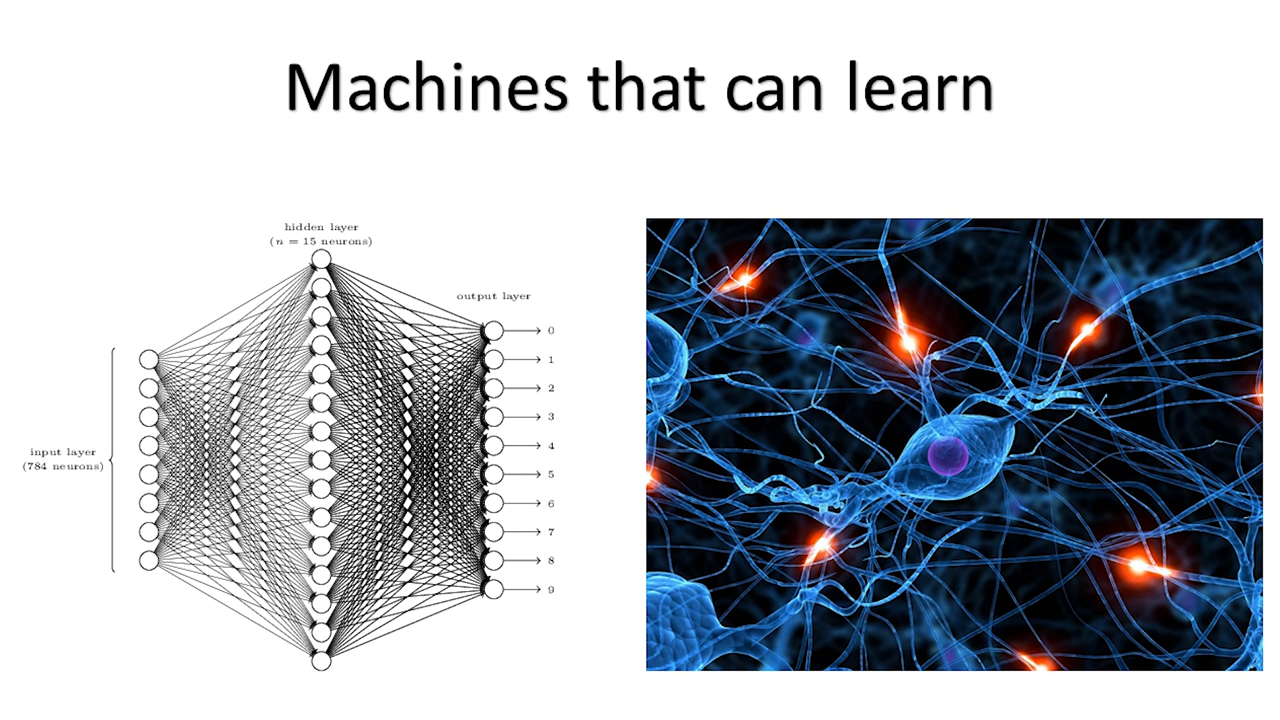 Machines that can learn
hidden layer
(n = 15 neurons)
output layer
input layer
(784 neurons)
0
1
2
3
4
5
6
7
8
9